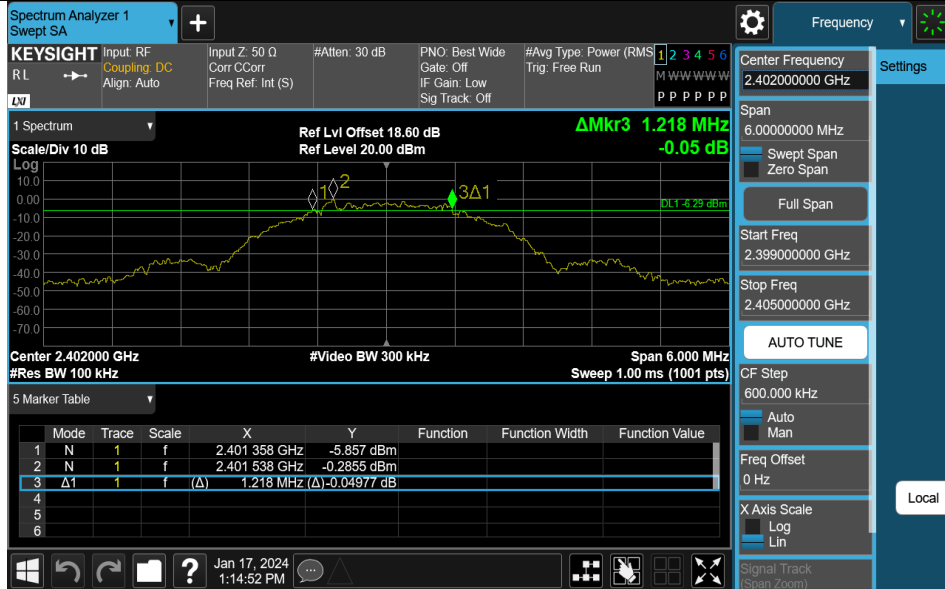 Spectrum Analyzer 1
Swept SA
+
Frequency
KEYSIGHT
R L
LXI
Input: RF
Coupling: DC
Align: Auto
Input Z: 50 Ω
Corr CCorr
Freq Ref: Int (S)
#Atten: 30 dB
PNO: Best Wide
Gate: Off
IF Gain: Low
Sig Track: Off
#Avg Type: Power (RMS
Trig: Free Run
1 2 3 4 5 6
M W W W W W
P P P P P P
1 Spectrum
Scale/Div 10 dB
Ref Lvl Offset 18.60 dB
Ref Level 20.00 dBm
ΔMkr3 1.218 MHz
-0.05 dB
Log
10.0
0.00
-10.0
-20.0
-30.0
-40.0
-50.0
-60.0
-70.0
1
2
3Δ1
DL1 -6.29 dBm
Center 2.402000 GHz
#Res BW 100 kHz
#Video BW 300 kHz
Span 6.000 MHz
Sweep 1.00 ms (1001 pts)
5 Marker Table
Mode Trace Scale X Y Function Function Width Function Value
1 N 1 f 2.401 358 GHz -5.857 dBm
2 N 1 f 2.401 538 GHz -0.2855 dBm
3 Δ1 1 f (Δ) 1.218 MHz (Δ)-0.04977 dB
4
5
6
Jan 17, 2024
1:14:52 PM
?
Center Frequency
2.402000000 GHz
Span
6.00000000 MHz
Swept Span
Zero Span
Full Span
Start Freq
2.399000000 GHz
Stop Freq
2.405000000 GHz
AUTO TUNE
CF Step
600.000 kHz
Auto
Man
Freq Offset
0 Hz
X Axis Scale
Log
Lin
Signal Track
(Span Zoom)
Settings
Local